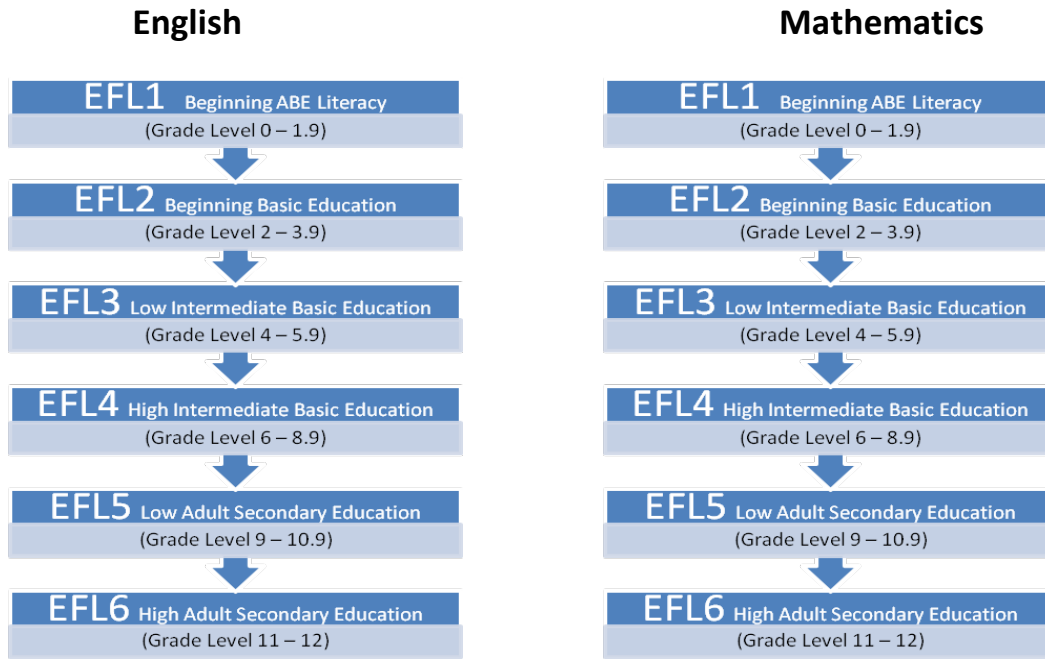 English
EFL1 Beginning ABE Literacy
(Grade Level 0 – 1.9)
EFL2 Beginning Basic Education
(Grade Level 2 – 3.9)
EFL3 Low Intermediate Basic Education
(Grade Level 4 – 5.9)
EFL4 High Intermediate Basic Education
(Grade Level 6 – 8.9)
EFL5 Low Adult Secondary Education
(Grade Level 9 – 10.9)
EFL6 High Adult Secondary Education
(Grade Level 11 – 12)
Mathematics
EFL1 Beginning ABE Literacy
(Grade Level 0 – 1.9)
EFL2 Beginning Basic Education
(Grade Level 2 – 3.9)
EFL3 Low Intermediate Basic Education
(Grade Level 4 – 5.9)
EFL4 High Intermediate Basic Education
(Grade Level 6 – 8.9)
EFL5 Low Adult Secondary Education
(Grade Level 9 – 10.9)
EFL6 High Adult Secondary Education
(Grade Level 11 – 12)